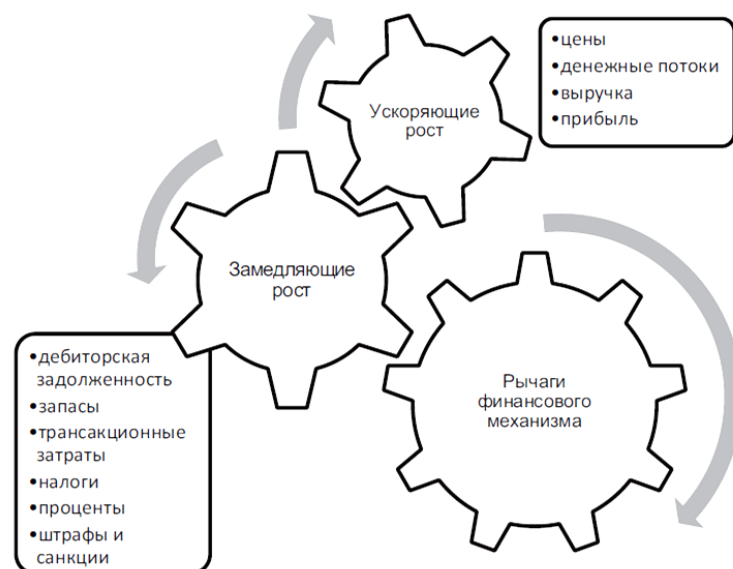 Ускоряющие
рост
•цены
•денежные потоки
•выручка
•прибыль
Замедляющие
рост
•дебиторская
задолженность
•запасы
•трансакционные
затраты
•налоги
•проценты
•штрафы и
санкции
Рычаги
финансового
механизма